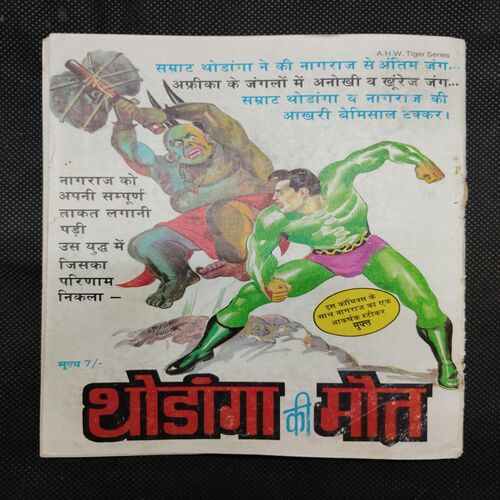 A.H.W. Tiger Series
सम्राट थोडांगा ने की नागराज से अंतिम जंग...
अफ्रीका के जंगलों में अनोखी व खूंरेज जंग...
सम्राट थोडांगा व नागराज की
आखरी बेमिसाल टक्कर।
नागराज को
अपनी सम्पूर्ण
ताकत लगानी
पड़ी
उस युद्ध में
जिसका
परिणाम
निकला –
इस कॉमिक्स के
साथ नागराज का एक
आकर्षक स्टीकर
मुफ्त
मूल्य 7/-
थोडांगा की मौत